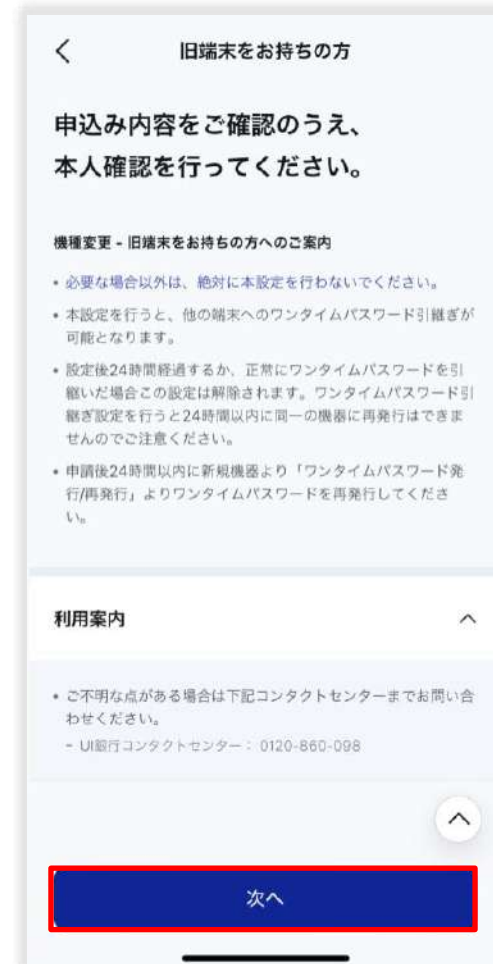 旧端末をお持ちの方
申込み内容をご確認のうえ、
本人確認を行ってください。
機種変更 - 旧端末をお持ちの方へのご案内
• 必要な場合以外は、絶対に本設定を行わないでください。
• 本設定を行うと、他の端末へのワンタイムパスワード引継ぎが
可能となります。
• 設定後24時間経過するか、正常にワンタイムパスワードを引
継いだ場合この設定は解除されます。ワンタイムパスワード引
継ぎ設定を行うと24時間以内に同一の機器に再発行はできま
せんのでご注意ください。
• 申請後24時間以内に新規機器より「ワンタイムパスワード発
行/再発行」よりワンタイムパスワードを再発行してくださ
い。
利用案内
• ご不明な点がある場合は下記コンタクトセンターまでお問い合
わせください。
- UI銀行コンタクトセンター： 0120-860-098
次へ